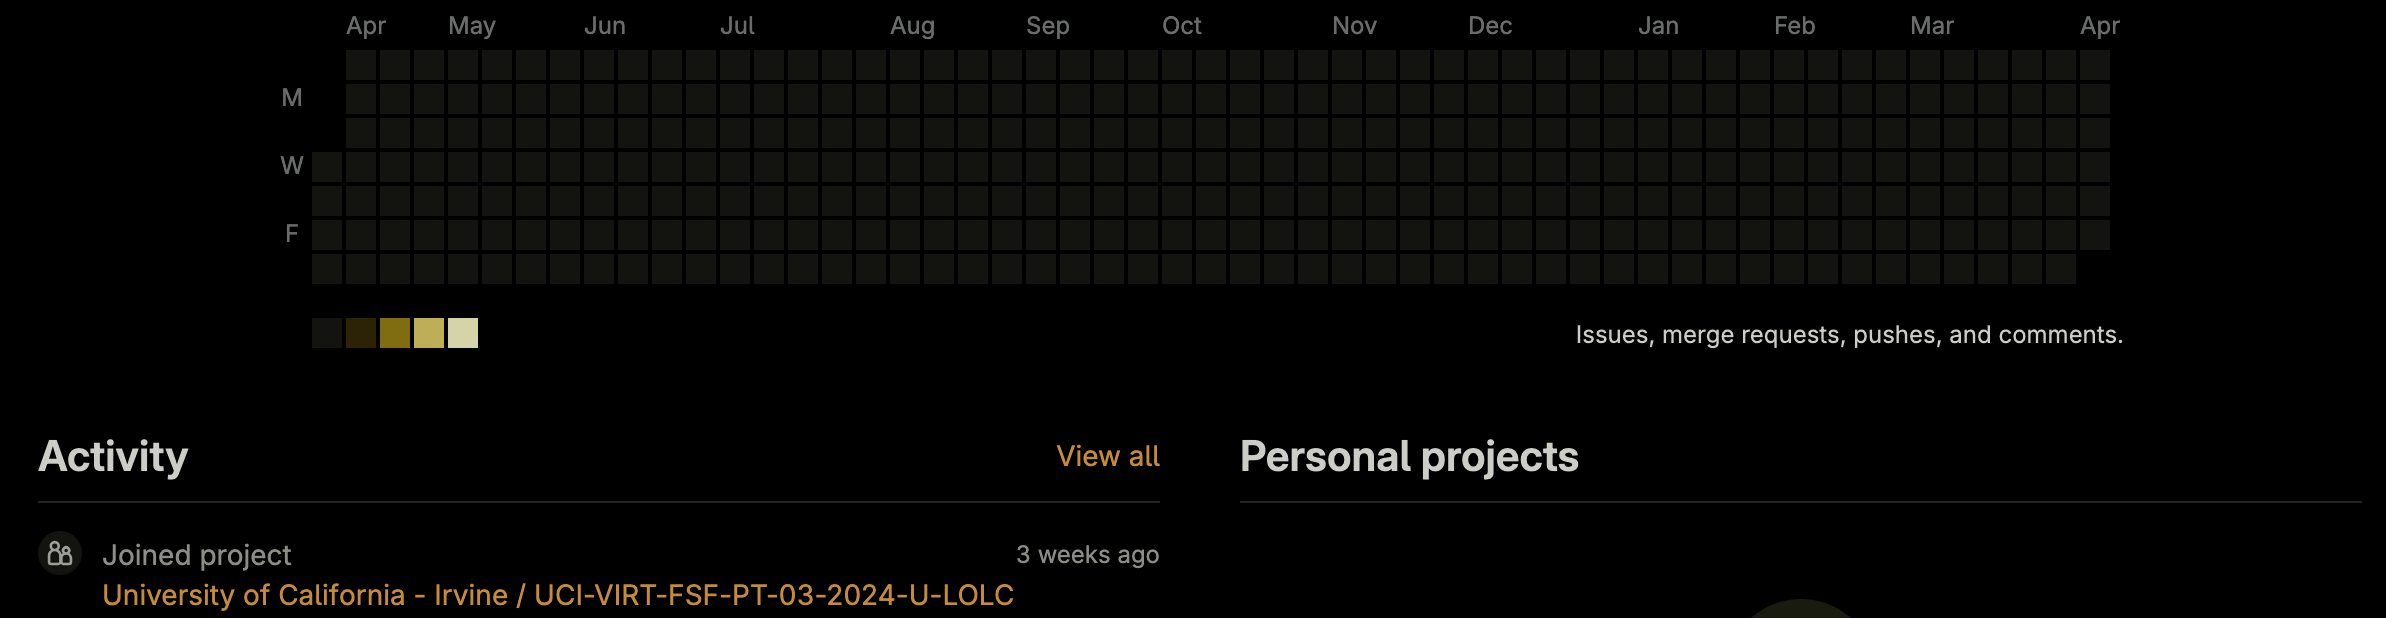 Apr May Jun Jul Aug Sep Oct Nov Dec Jan Feb Mar Apr
M
W
F
Issues, merge requests, pushes, and comments.
Activity
View all
Personal projects
Joined project
3 weeks ago
University of California - Irvine / UCI-VIRT-FSF-PT-03-2024-U-LOLC